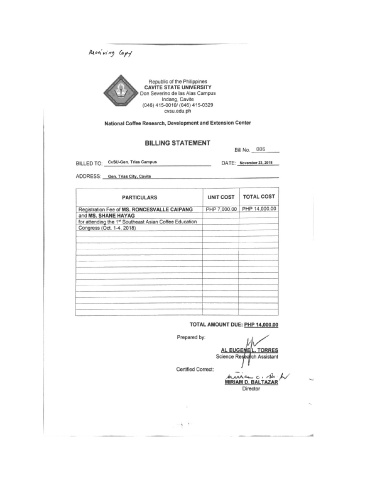 Receiving Copy
Republic of the Philippines
CAVITE STATE UNIVERSITY
Don Severino de las Alas Campus
Indang, Cavite
(046) 415-0010/ (046) 415-0329
cvsu.edu.ph
National Coffee Research, Development and Extension Center
BILLING STATEMENT
Bill No. 006
BILLED TO: CvSU-Gen. Trias Campus DATE: November 23, 2018
ADDRESS: Gen. Trias City, Cavite
PARTICULARS UNIT COST TOTAL COST
Registration Fee of MS. RONCESVALLE CAIPANG PHP 7,000.00 PHP 14,000.00
and MS. SHANE HAYAG
for attending the 1st Southeast Asian Coffee Education
Congress (Oct. 1-4, 2018)
TOTAL AMOUNT DUE: PHP 14,000.00
Prepared by:
AL EUGENE L. TORRES
Science Research Assistant
Certified Correct:
MIRIAM D. BALTAZAR
Director